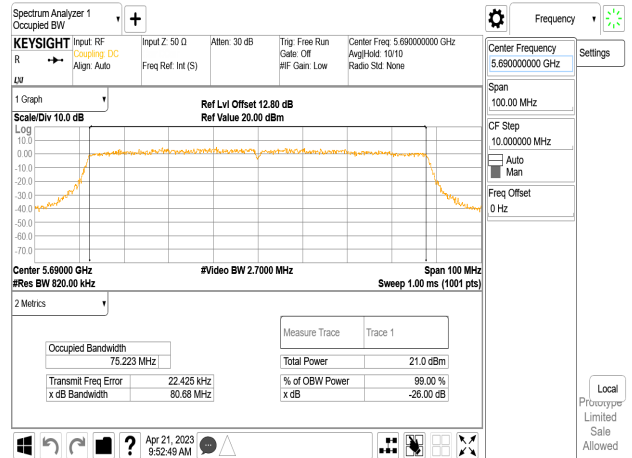 Spectrum Analyzer 1
Occupied BW
Frequency
KEYSIGHT
Input: RF
Input Z: 50 Ω
Atten: 30 dB
Trig: Free Run
Center Freq: 5.690000000 GHz
R
Coupling: DC
Gate: Off
Avg|Hold: 10/10
Align: Auto
Freq Ref: Int (S)
#IF Gain: Low
Radio Std: None
Center Frequency
5.690000000 GHz
Settings
Span
100.00 MHz
CF Step
10.000000 MHz
Auto
Man
Freq Offset
0 Hz
1 Graph
Ref Lvl Offset 12.80 dB
Scale/Div 10.0 dB
Ref Value 20.00 dBm
Log
10.0
0.00
-10.0
-20.0
-30.0
-40.0
-50.0
-60.0
-70.0
Center 5.69000 GHz
#Video BW 2.7000 MHz
Span 100 MHz
#Res BW 820.00 kHz
Sweep 1.00 ms (1001 pts)
2 Metrics
Measure Trace
Trace 1
Occupied Bandwidth
75.223 MHz
Total Power
21.0 dBm
Transmit Freq Error
22.425 kHz
% of OBW Power
99.00 %
x dB Bandwidth
80.68 MHz
x dB
-26.00 dB
Local
Prototype
Limited
Sale
Allowed
?
Apr 21, 2023
9:52:49 AM